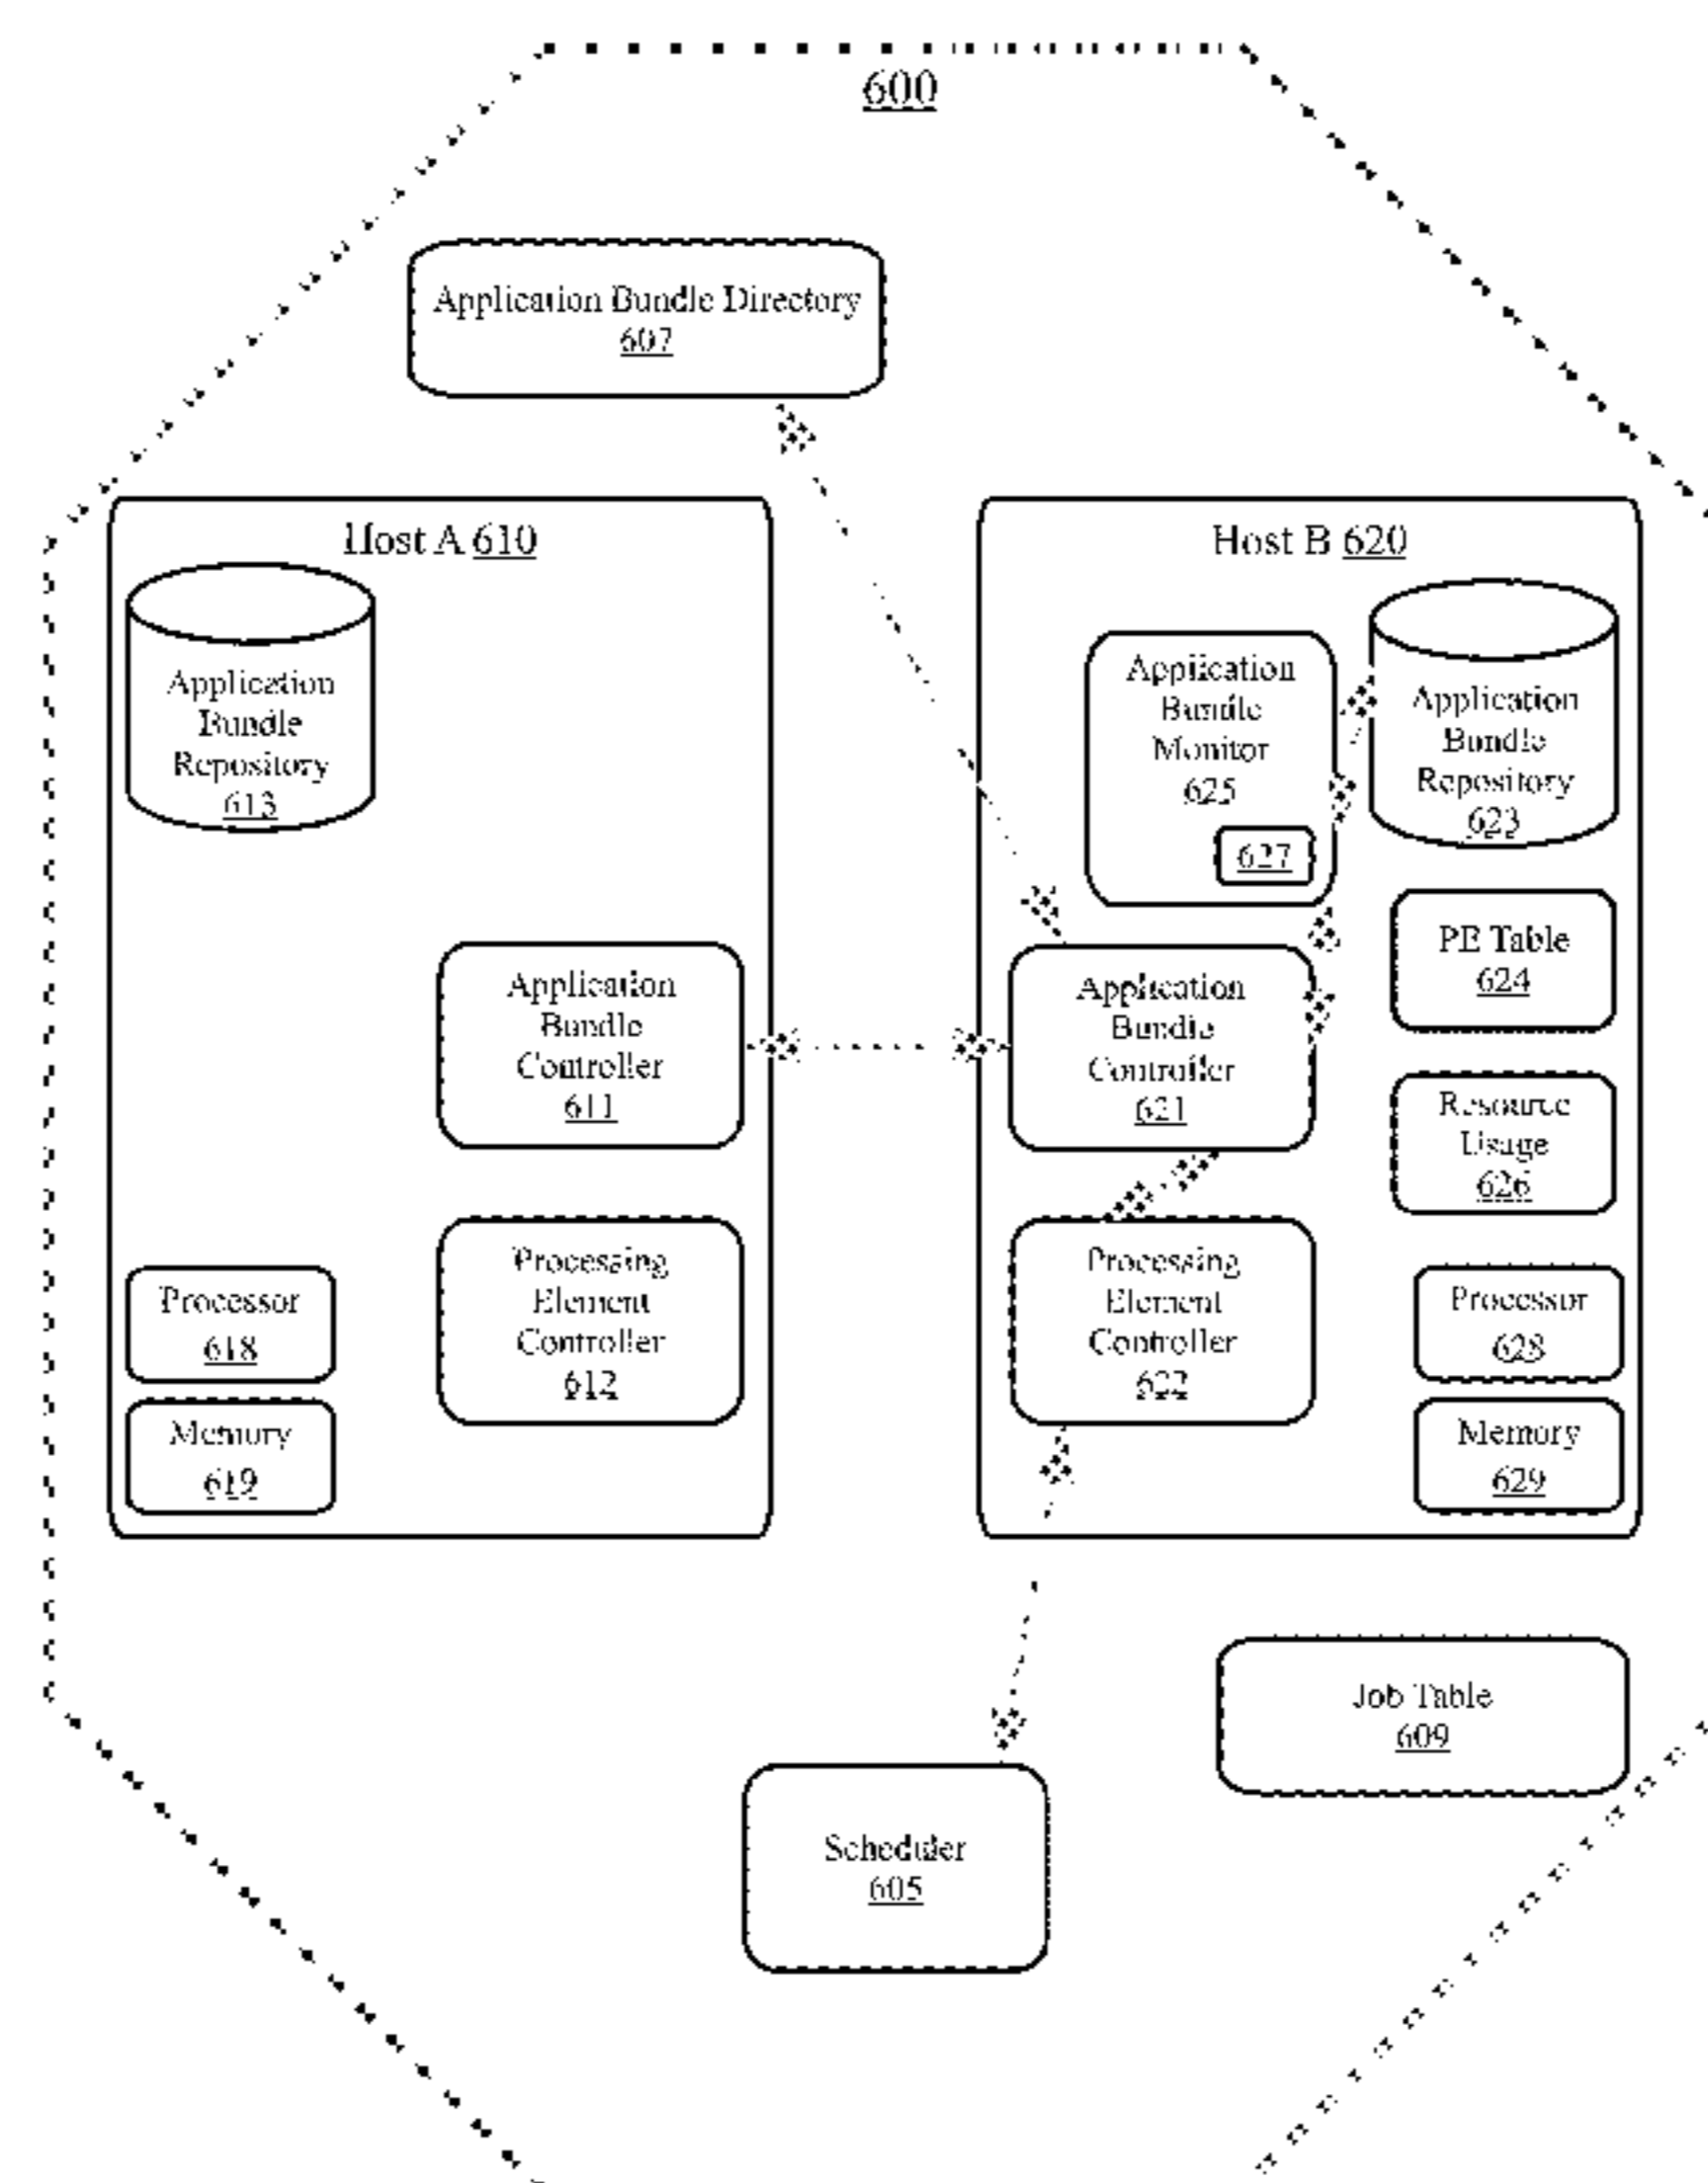 600
Application Bundle Directory
607
Host A 610
Application
Bundle
Repository
613
Application
Bundle
Controller
611
Processing
Element
Controller
612
Processor
618
Memory
619
Host B 620
Application
Bundle
Monitor
625
627
Application
Bundle
Repository
623
PE Table
624
Application
Bundle
Controller
621
Resource
Usage
626
Processing
Element
Controller
622
Processor
628
Memory
629
Job Table
609
Scheduler
605